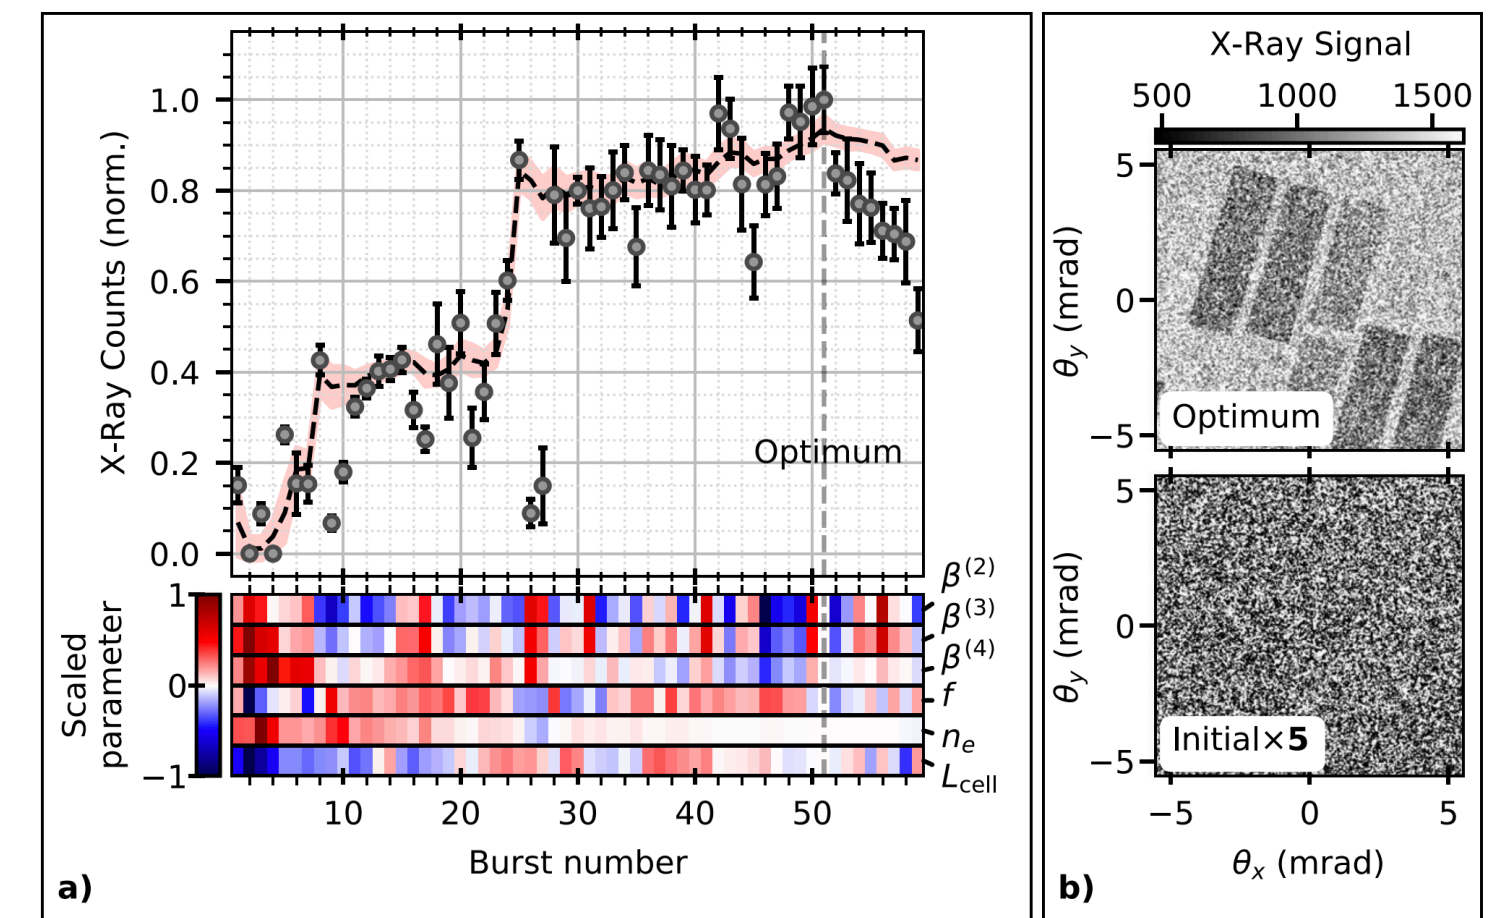 X-Ray Counts (norm.)
1.0
0.8
0.6
0.4
0.2
0.0
Optimum
Scaled
parameter
1
0
−1
β(2)
β(3)
β(4)
f
ne
Lcell
10 20 30 40 50
Burst number
a)
X-Ray Signal
500 1000 1500
θy (mrad)
5
0
−5
Optimum
θy (mrad)
5
0
−5
Initial×5
−5 0 5
θx (mrad)
b)